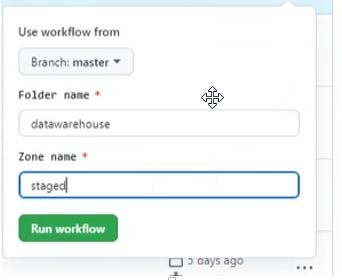 Use workflow from
Branch: master
Folder name *
datawarehouse
Zone name *
staged
Run workflow
5 days ago
...